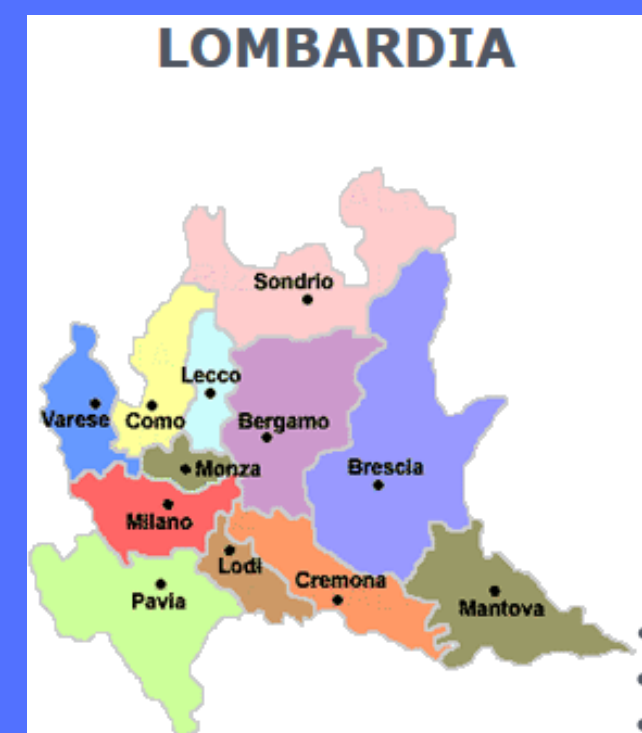 LOMBARDIA
Sondrio
Lecco
Varese
Como
Bergamo
Monza
Brescia
Milano
Lodi
Cremona
Pavia
Mantova